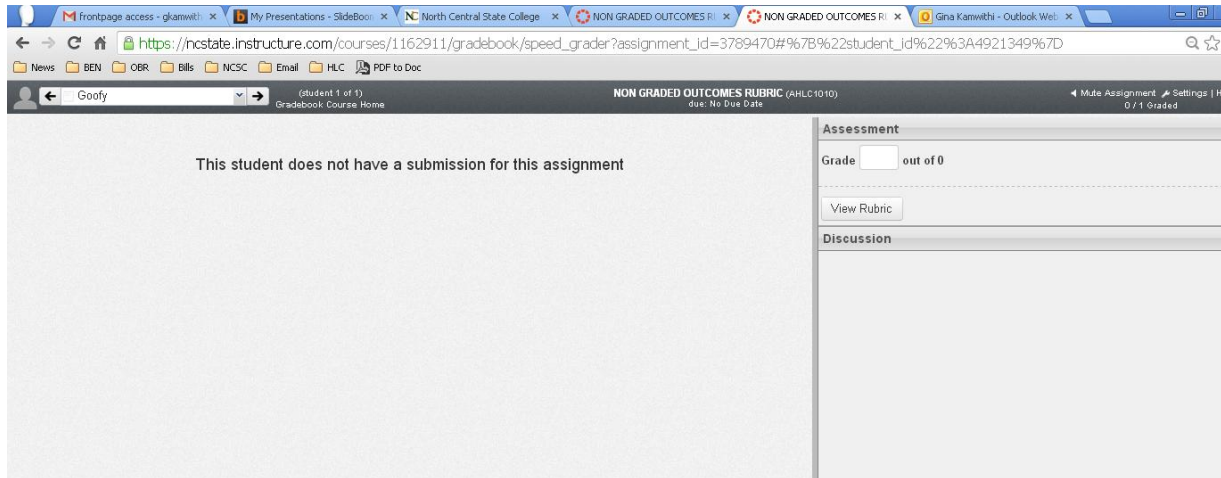 frontpage access - gkamwith
My Presentations - SlideBoon
North Central State College
NON GRADED OUTCOMES RU
NON GRADED OUTCOMES RU
Gina Kamwithi - Outlook Web
https://ncstate.instructure.com/courses/1162911/gradebook/speed_grader?assignment_id=3789470#%7B%22student_id%22%3A4921349%7D
News BEN OBR Bills NCSC Email HLC PDF to Doc
Goofy
(student 1 of 1)
Gradebook Course Home
NON GRADED OUTCOMES RUBRIC (AHLC1010)
due: No Due Date
Mute Assignment Settings | H
0 / 1 Graded
This student does not have a submission for this assignment
Assessment
Grade out of 0
View Rubric
Discussion